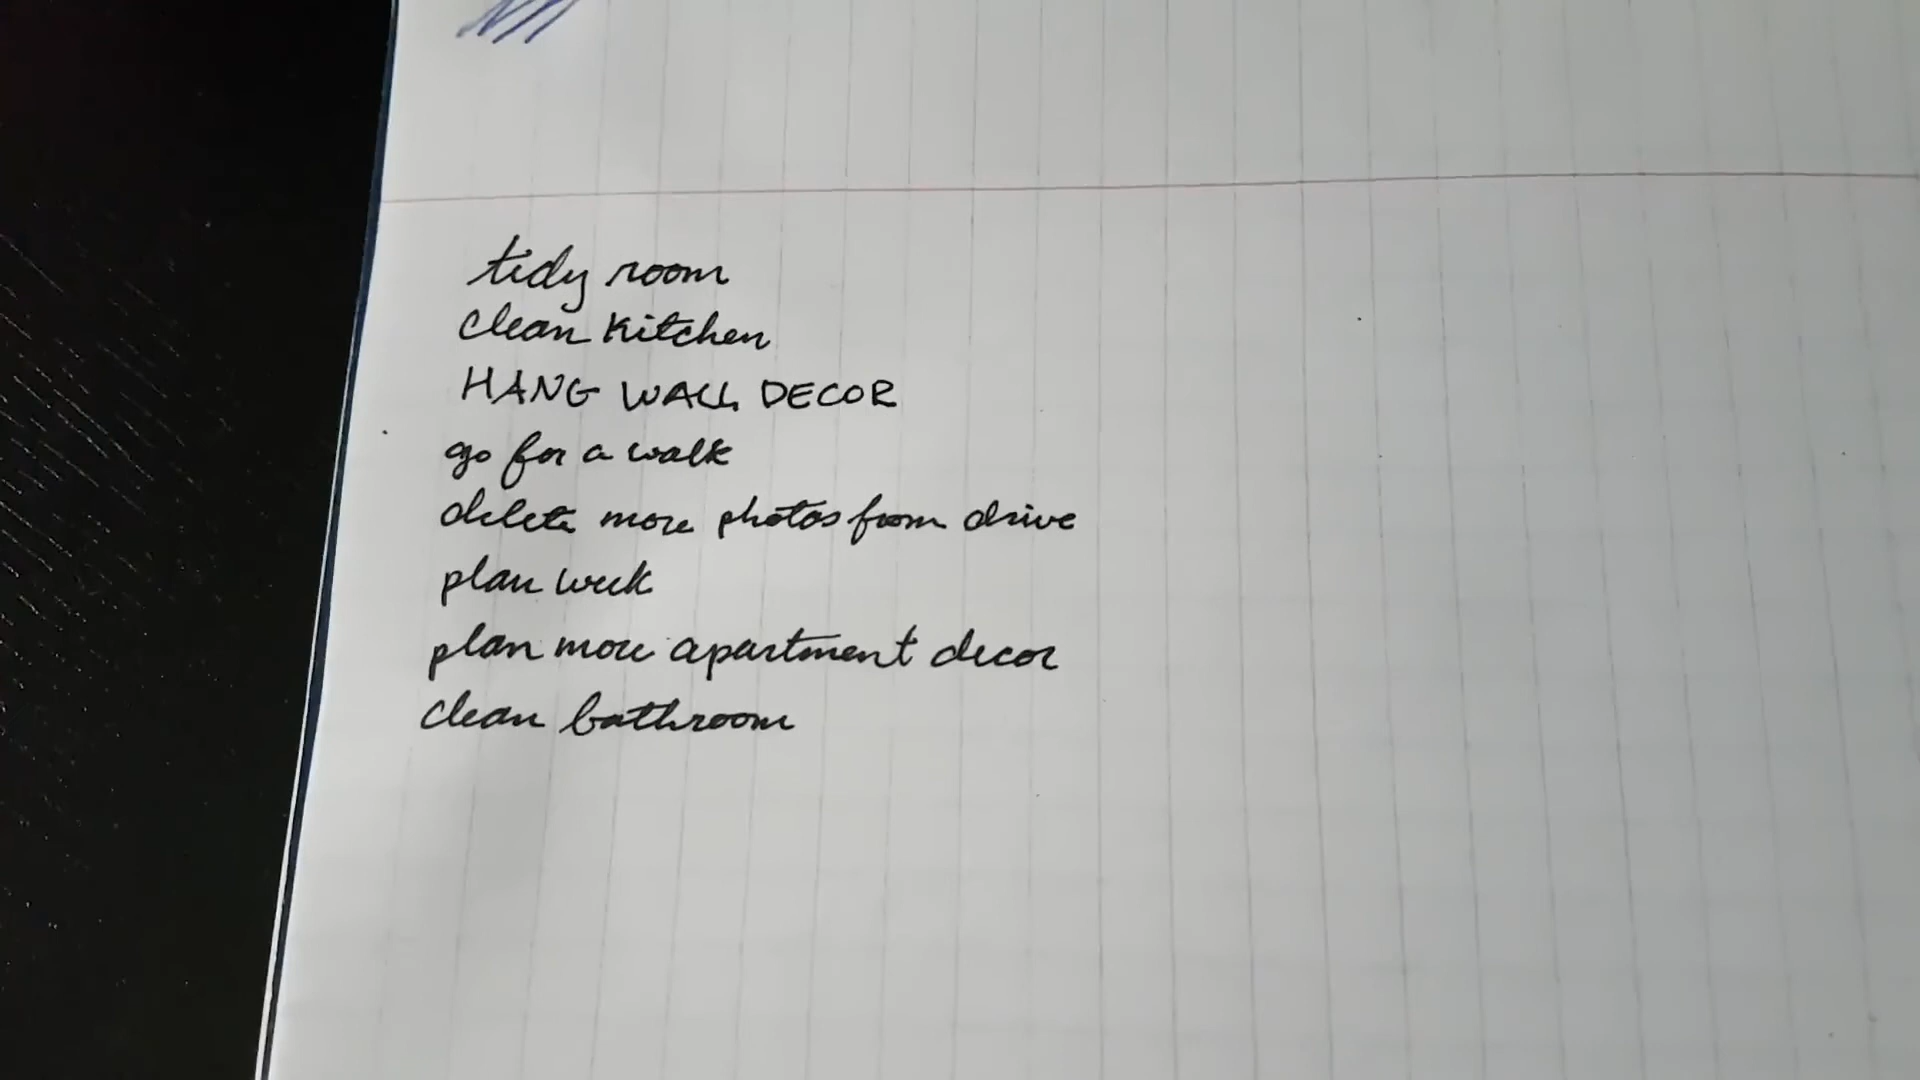 tidy room
clean kitchen
HANG WALL DECOR
go for a walk
delete more photos from drive
plan week
plan more apartment decor
clean bathroom